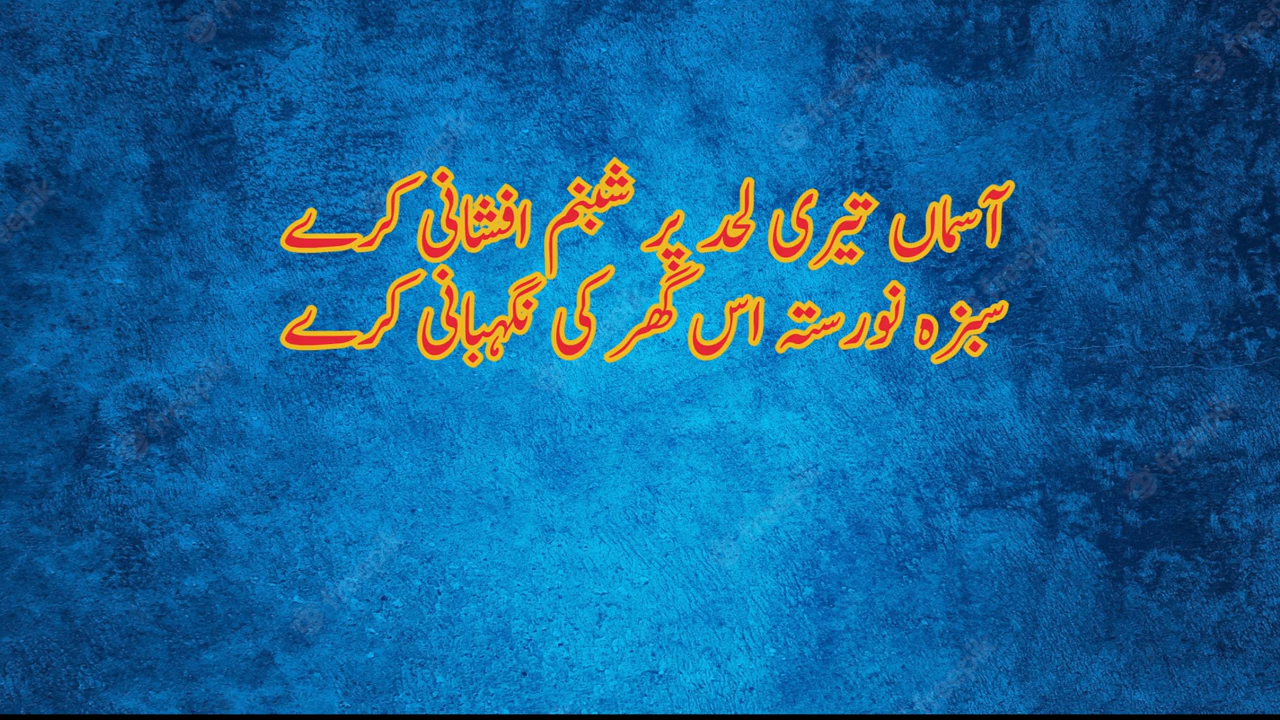 آسماں تیری لحد پر شبنم افشانی کرے
سبزہ نورستہ اس گھر کی نگہبانی کرے